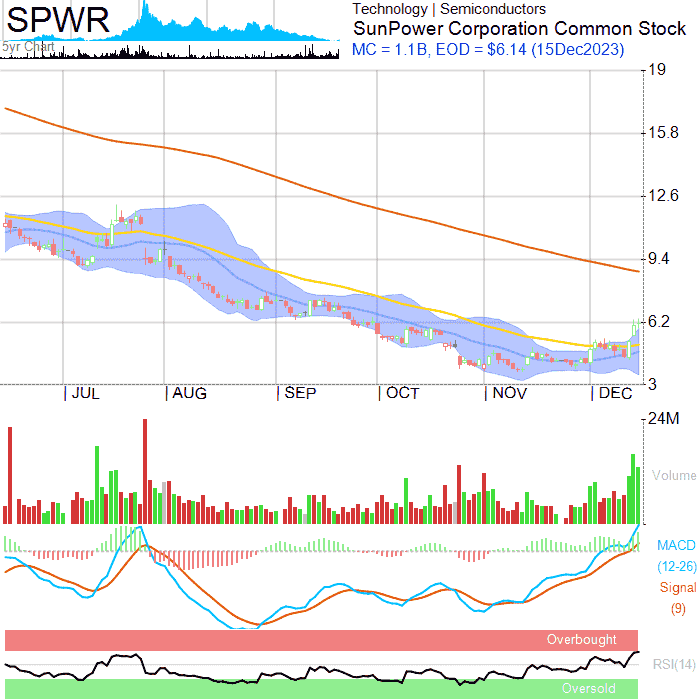 SPWR
5yr Chart
Technology | Semiconductors
SunPower Corporation Common Stock
MC = 1.1B, EOD = $6.14 (15Dec2023)
19
15.8
12.6
9.4
6.2
3
| JUL | AUG | SEP | OCT | NOV | DEC
24M
Volume
MACD
(12-26)
Signal
(9)
Overbought
RSI(14)
Oversold